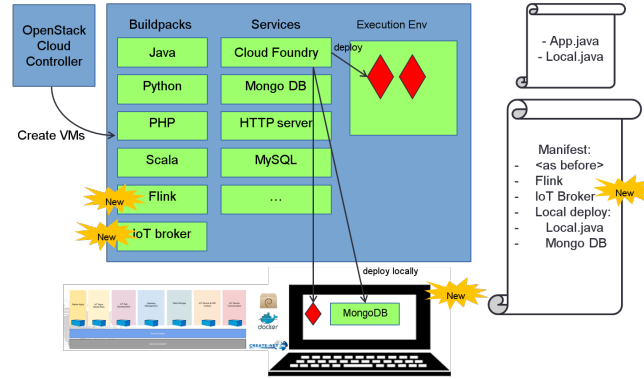 OpenStack
Cloud
Controller
Create VMs
Buildpacks
Java
Python
PHP
Scala
New
Flink
New
IoT broker
Services
Cloud Foundry
Mongo DB
HTTP server
MySQL
...
Execution Env
deploy
deploy locally
New
MongoDB
docker
CREATE-NET
- App.java
- Local.java
Manifest:
- <as before>
- Flink
- IoT Broker
- Local deploy:
- Local.java
- Mongo DB
New